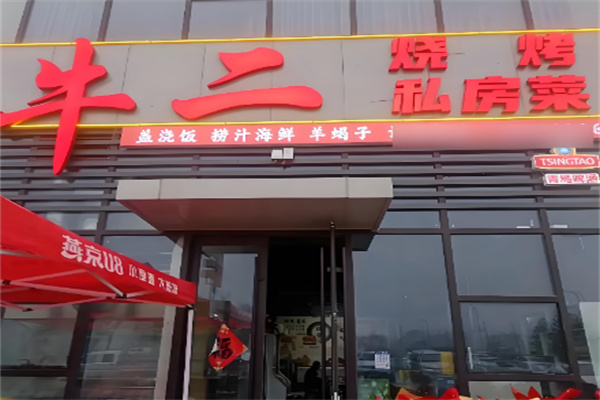 牛二
烧烤
私房菜
盖浇饭 捞汁海鲜 羊蝎子
TSINGTAO
青岛啤酒
燕京U8
福